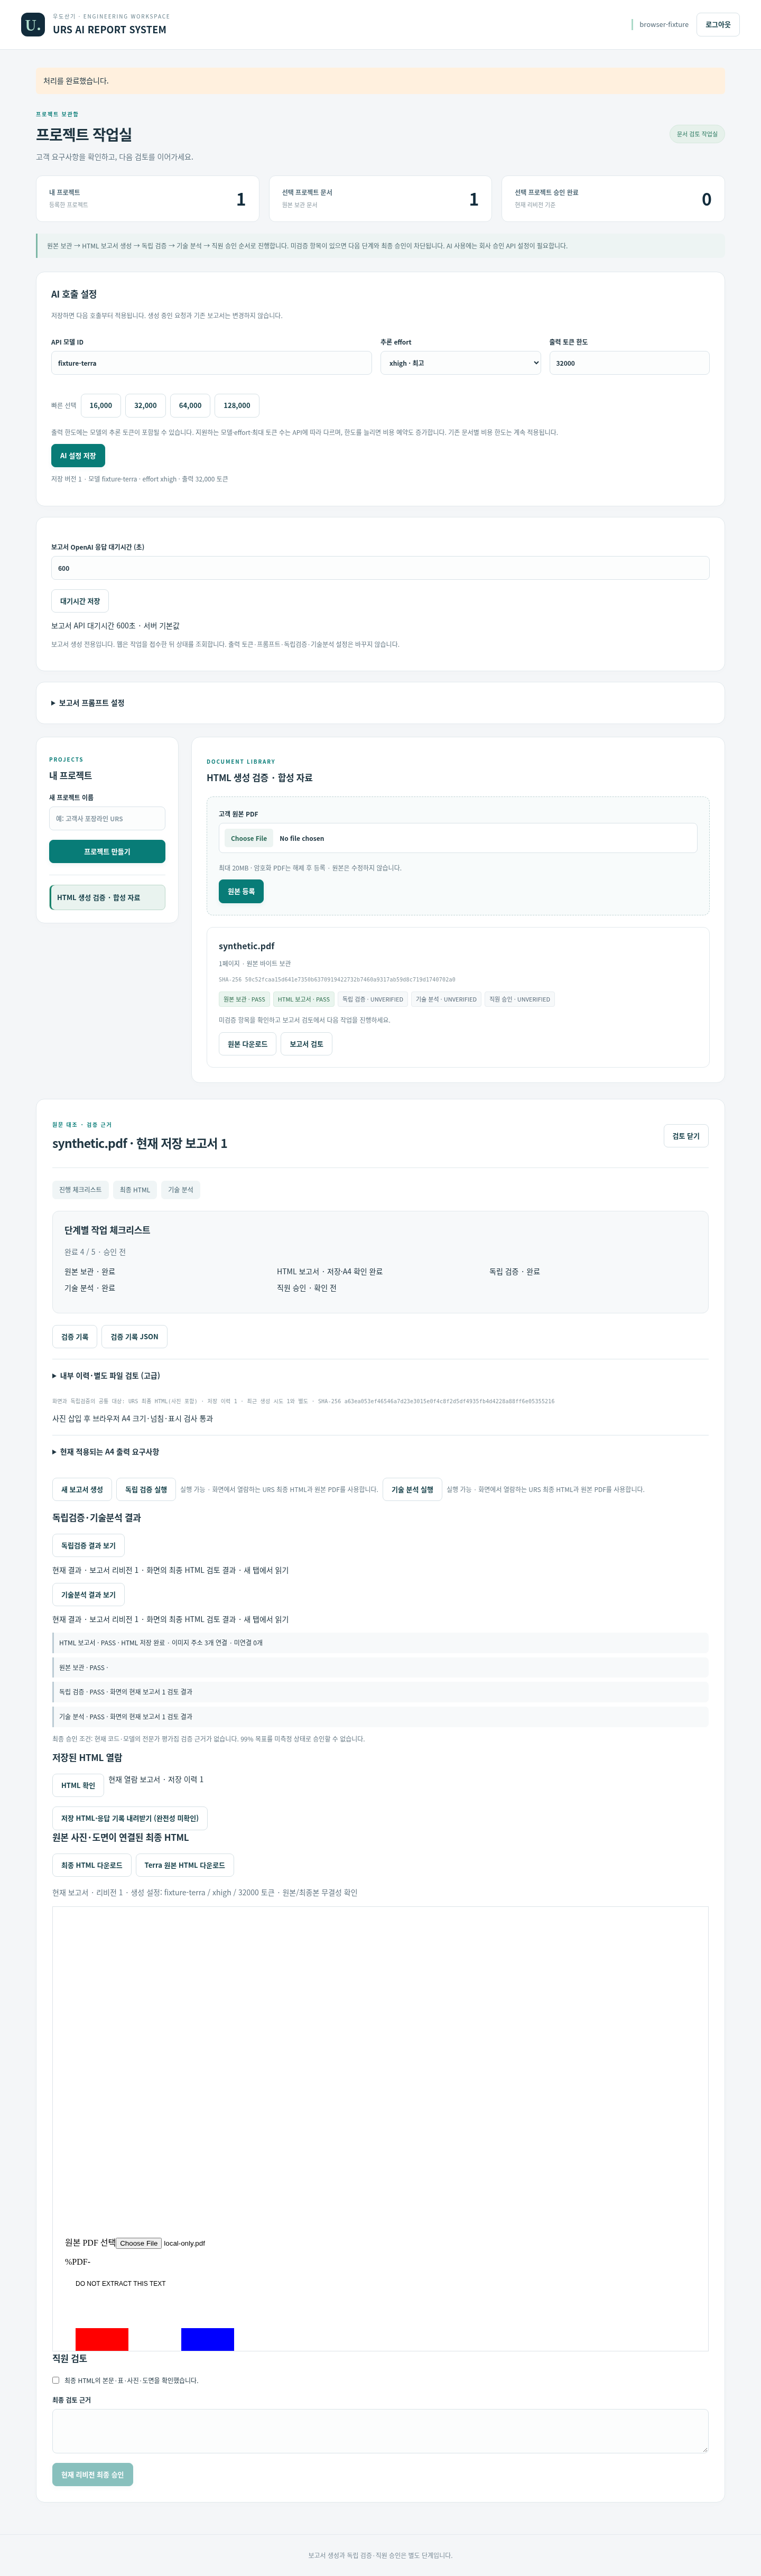 U.
우도선기 · ENGINEERING WORKSPACE
URS AI REPORT SYSTEM
browser-fixture
로그아웃
처리를 완료했습니다.
프로젝트 보관함
프로젝트 작업실
고객 요구사항을 확인하고, 다음 검토를 이어가세요.
문서 검토 작업실
내 프로젝트
등록한 프로젝트
1
선택 프로젝트 문서
원본 보관 문서
1
선택 프로젝트 승인 완료
현재 리비전 기준
0
원본 보관 → HTML 보고서 생성 → 독립 검증 → 기술 분석 → 직원 승인 순서로 진행합니다. 미검증 항목이 있으면 다음 단계와 최종 승인이 차단됩니다. AI 사용에는 회사 승인 API 설정이 필요합니다.
AI 호출 설정
저장하면 다음 호출부터 적용됩니다. 생성 중인 요청과 기존 보고서는 변경하지 않습니다.
API 모델 ID
추론 effort
출력 토큰 한도
fixture-terra
xhigh · 최고
32000
빠른 선택
16,000
32,000
64,000
128,000
출력 한도에는 모델의 추론 토큰이 포함될 수 있습니다. 지원하는 모델·effort·최대 토큰 수는 API에 따라 다르며, 한도를 늘리면 비용 예약도 증가합니다. 기존 문서별 비용 한도는 계속 적용됩니다.
AI 설정 저장
저장 버전 1 · 모델 fixture-terra · effort xhigh · 출력 32,000 토큰
보고서 OpenAI 응답 대기시간 (초)
600
대기시간 저장
보고서 API 대기시간 600초 · 서버 기본값
보고서 생성 전용입니다. 웹은 작업을 접수한 뒤 상태를 조회합니다. 출력 토큰·프롬프트·독립검증·기술분석 설정은 바꾸지 않습니다.
▶ 보고서 프롬프트 설정
PROJECTS
내 프로젝트
새 프로젝트 이름
예: 고객사 포장라인 URS
프로젝트 만들기
HTML 생성 검증 · 합성 자료
DOCUMENT LIBRARY
HTML 생성 검증 · 합성 자료
고객 원본 PDF
Choose File No file chosen
최대 20MB · 암호화 PDF는 해제 후 등록 · 원본은 수정하지 않습니다.
원본 등록
synthetic.pdf
1페이지 · 원본 바이트 보관
원본 보관 · PASS
HTML 보고서 · PASS
독립 검증 · UNVERIFIED
기술 분석 · UNVERIFIED
직원 승인 · UNVERIFIED
미검증 항목을 확인하고 보고서 검토에서 다음 작업을 진행하세요.
원본 다운로드
보고서 검토
원문 대조 · 검증 근거
synthetic.pdf · 현재 저장 보고서 1
검토 닫기
진행 체크리스트
최종 HTML
기술 분석
단계별 작업 체크리스트
완료 4 / 5 · 승인 전
원본 보관 · 완료
HTML 보고서 · 저장·A4 확인 완료
독립 검증 · 완료
기술 분석 · 완료
직원 승인 · 확인 전
검증 기록
검증 기록 JSON
▶ 내부 이력·별도 파일 검토 (고급)
사진 삽입 후 브라우저 A4 크기·넘침·표시 검사 통과
▶ 현재 적용되는 A4 출력 요구사항
새 보고서 생성
독립 검증 실행
실행 가능 · 화면에서 열람하는 URS 최종 HTML과 원본 PDF를 사용합니다.
기술 분석 실행
실행 가능 · 화면에서 열람하는 URS 최종 HTML과 원본 PDF를 사용합니다.
독립검증·기술분석 결과
독립검증 결과 보기
현재 결과 · 보고서 리비전 1 · 화면의 최종 HTML 검토 결과 · 새 탭에서 읽기
기술분석 결과 보기
현재 결과 · 보고서 리비전 1 · 화면의 최종 HTML 검토 결과 · 새 탭에서 읽기
HTML 보고서 · PASS · HTML 저장 완료 · 이미지 주소 3개 연결 · 미연결 0개
원본 보관 · PASS ·
독립 검증 · PASS · 화면의 현재 보고서 1 검토 결과
기술 분석 · PASS · 화면의 현재 보고서 1 검토 결과
최종 승인 조건: 현재 코드·모델의 전문가 평가집 검증 근거가 없습니다. 99% 목표를 미측정 상태로 승인할 수 없습니다.
저장된 HTML 열람
HTML 확인
현재 열람 보고서 · 저장 이력 1
저장 HTML·응답 기록 내려받기 (완전성 미확인)
원본 사진·도면이 연결된 최종 HTML
최종 HTML 다운로드
Terra 원본 HTML 다운로드
현재 보고서 · 리비전 1 · 생성 설정: fixture-terra / xhigh / 32000 토큰 · 원본/최종본 무결성 확인
원본 PDF 선택 Choose File local-only.pdf
%PDF-
DO NOT EXTRACT THIS TEXT
직원 검토
최종 HTML의 본문·표·사진·도면을 확인했습니다.
최종 검토 근거
현재 리비전 최종 승인
보고서 생성과 독립 검증·직원 승인은 별도 단계입니다.